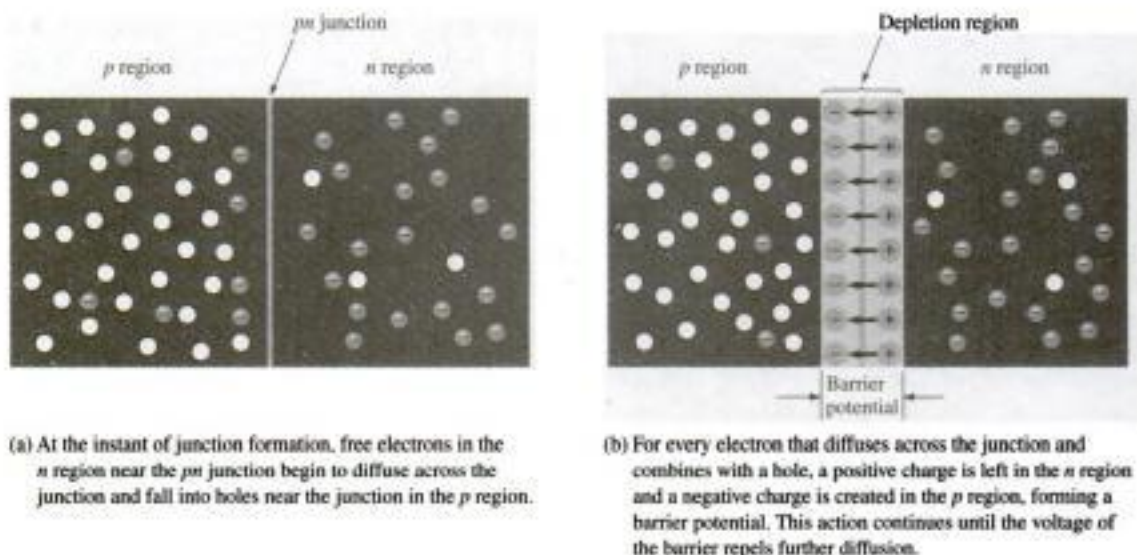 pn junction
p region
n region
(a) At the instant of junction formation, free electrons in the
n region near the pn junction begin to diffuse across the
junction and fall into holes near the junction in the p region.
Depletion region
p region
n region
Barrier
potential
(b) For every electron that diffuses across the junction and
combines with a hole, a positive charge is left in the n region
and a negative charge is created in the p region, forming a
barrier potential. This action continues until the voltage of
the barrier repels further diffusion.